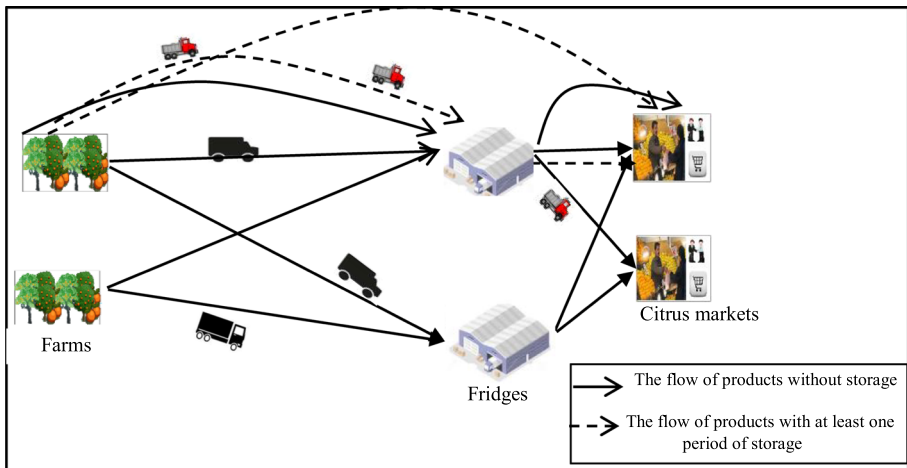 Citrus markets
Farms
Fridges
The flow of products without storage
The flow of products with at least one
period of storage